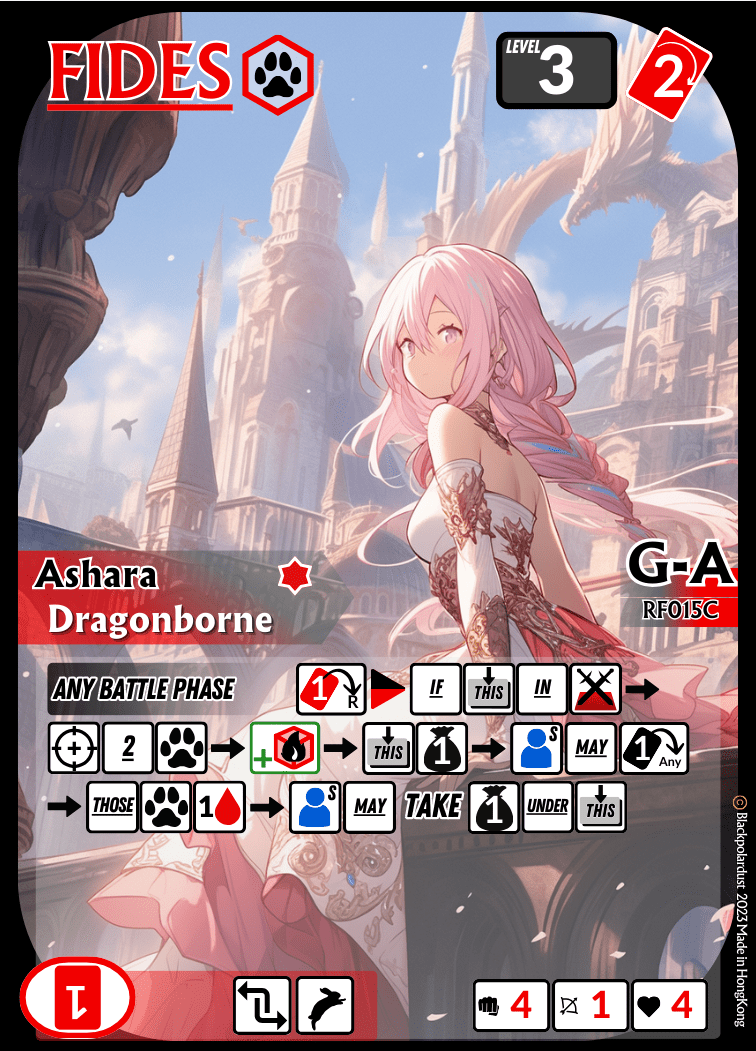 FIDES
LEVEL 3
2
G-A
Ashara
Dragonborne
RF015C
ANY BATTLE PHASE 1 R IF THIS IN
2 + THIS 1 S MAY 1 Any
THOSE 1 S MAY TAKE 1 UNDER THIS
© Blackpolardust 2023 Made in HongKong
1
4 1 4